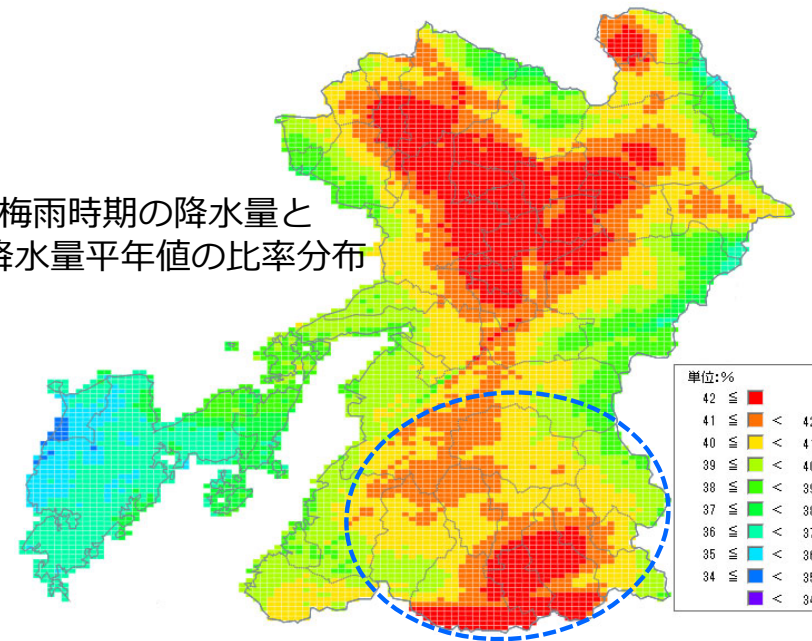 梅雨時期の降水量と
降水量平年値の比率分布
単位:%
42 ≦
41 ≦ <
40 ≦ <
39 ≦ <
38 ≦ <
37 ≦ <
36 ≦ <
35 ≦ <
34 ≦ <
<